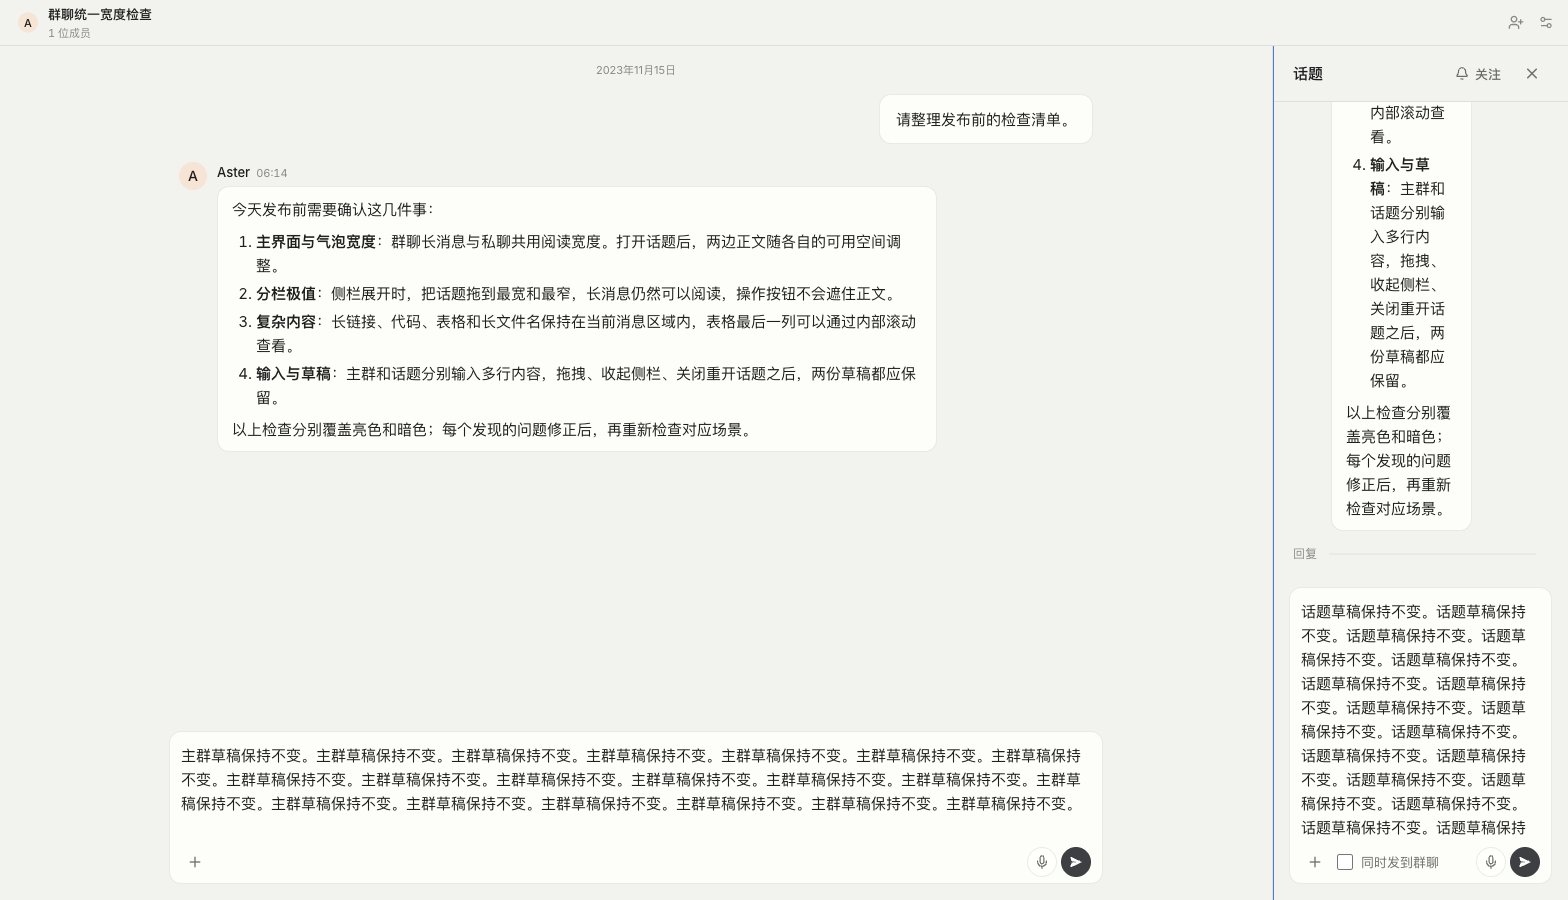 A
群聊统一宽度检查
1 位成员
2023年11月15日
请整理发布前的检查清单。
A
Aster 06:14
今天发布前需要确认这几件事：
1. 主界面与气泡宽度：群聊长消息与私聊共用阅读宽度。打开话题后，两边正文随各自的可用空间调
整。
2. 分栏极值：侧栏展开时，把话题拖到最宽和最窄，长消息仍然可以阅读，操作按钮不会遮住正文。
3. 复杂内容：长链接、代码、表格和长文件名保持在当前消息区域内，表格最后一列可以通过内部滚动
查看。
4. 输入与草稿：主群和话题分别输入多行内容，拖拽、收起侧栏、关闭重开话题之后，两份草稿都应保
留。
以上检查分别覆盖亮色和暗色；每个发现的问题修正后，再重新检查对应场景。
主群草稿保持不变。主群草稿保持不变。主群草稿保持不变。主群草稿保持不变。主群草稿保持不变。主群草稿保持不变。主群草稿保持
不变。主群草稿保持不变。主群草稿保持不变。主群草稿保持不变。主群草稿保持不变。主群草稿保持不变。主群草稿保持不变。主群草
稿保持不变。主群草稿保持不变。主群草稿保持不变。主群草稿保持不变。主群草稿保持不变。主群草稿保持不变。主群草稿保持不变。
话题
关注
内部滚动查
看。
4. 输入与草
稿：主群和
话题分别输
入多行内
容，拖拽、
收起侧栏、
关闭重开话
题之后，两
份草稿都应
保留。
以上检查分别覆
盖亮色和暗色；
每个发现的问题
修正后，再重新
检查对应场景。
回复
话题草稿保持不变。话题草稿保持
不变。话题草稿保持不变。话题草
稿保持不变。话题草稿保持不变。
话题草稿保持不变。话题草稿保持
不变。话题草稿保持不变。话题草
稿保持不变。话题草稿保持不变。
话题草稿保持不变。话题草稿保持
不变。话题草稿保持不变。话题草
稿保持不变。话题草稿保持不变。
话题草稿保持不变。话题草稿保持
同时发到群聊